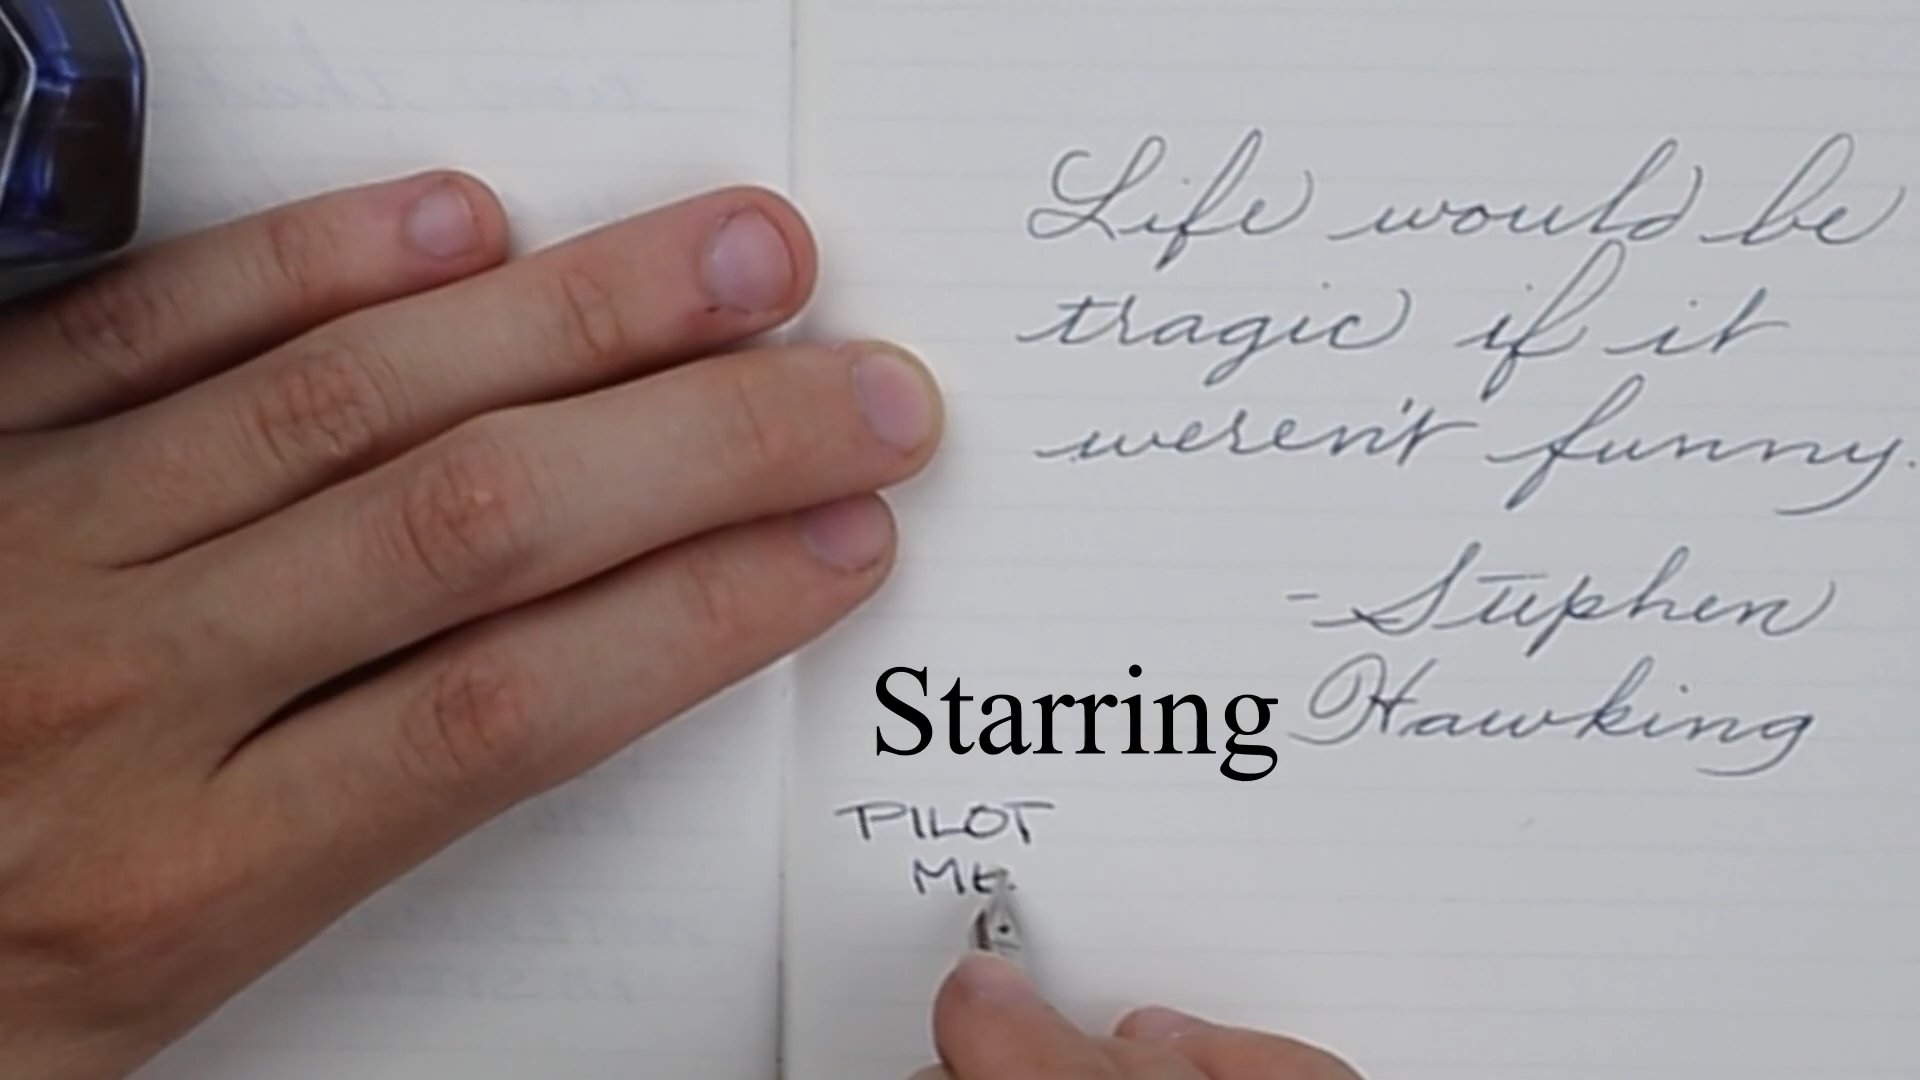 Life would be
tragic if it
weren't funny.
- Stephen
Hawking
Starring
PILOT
ME